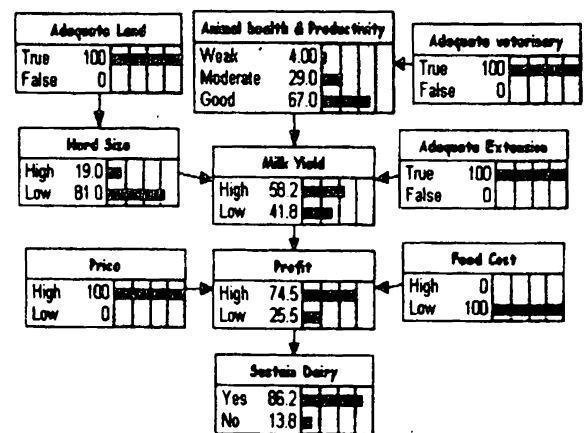 Adequate Land
True 100
False 0
Animal health & Productivity
Weak 4.00
Moderate 29.0
Good 67.0
Adequate veterinary
True 100
False 0
Herd Size
High 19.0
Low 81.0
Milk Yield
High 58.2
Low 41.8
Adequate Extension
True 100
False 0
Price
High 100
Low 0
Profit
High 74.5
Low 25.5
Food Cost
High 0
Low 100
Sustain Dairy
Yes 86.2
No 13.8